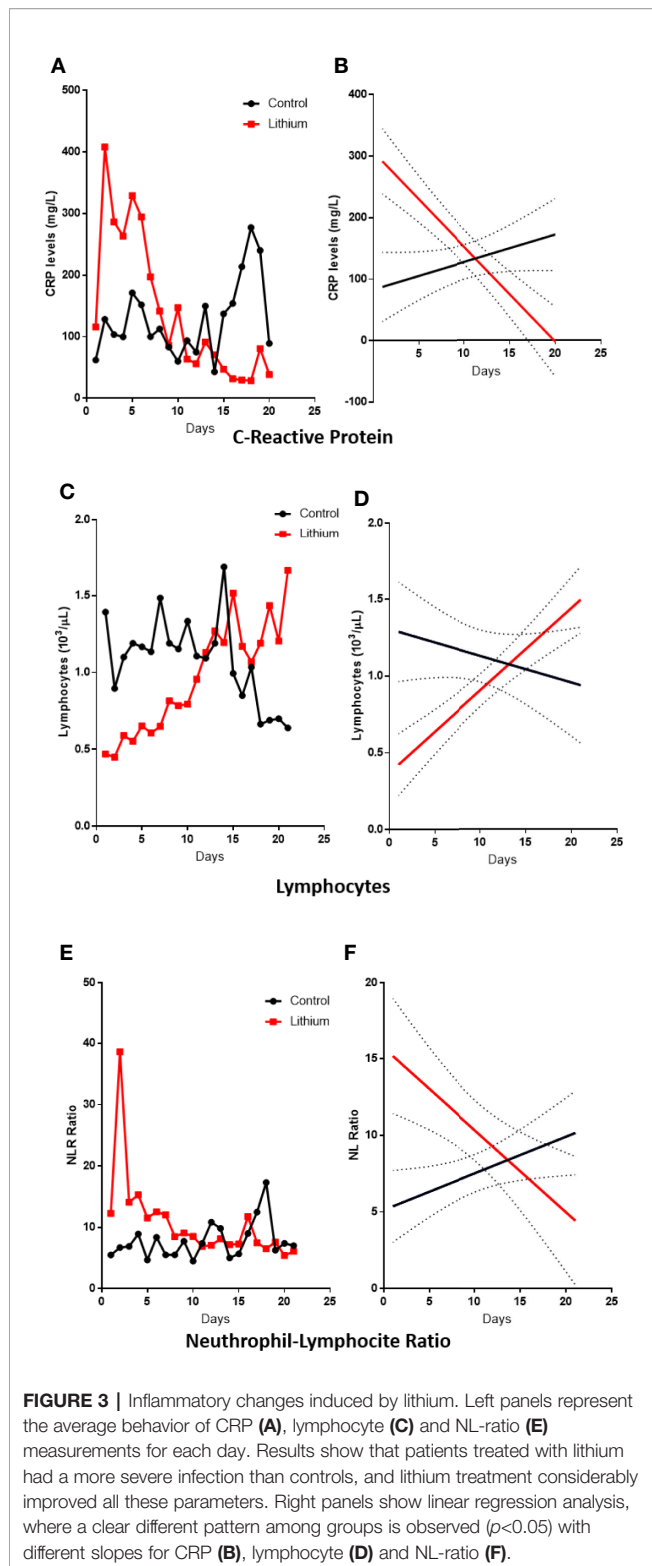 A
500
400
300
200
100
0
CRP levels (mg/L)
0 5 10 15 20 25
Days
Control
Lithium
B
400
300
200
100
0
-100
CRP levels (mg/L)
5 10 15 20 25
Days
C-Reactive Protein
C
2.0
1.5
1.0
0.5
0.0
Lymphocytes (10³/µL)
0 5 10 15 20 25
Days
Control
Lithium
D
2.0
1.5
1.0
0.5
0.0
Lymphocytes (10³/µL)
0 5 10 15 20 25
Days
Lymphocytes
E
50
40
30
20
10
0
NLR Ratio
0 5 10 15 20 25
Days
Control
Lithium
F
20
15
10
5
0
NL Ratio
0 5 10 15 20 25
Days
Neuthrophil-Lymphocite Ratio
FIGURE 3 | Inflammatory changes induced by lithium. Left panels represent
the average behavior of CRP (A), lymphocyte (C) and NL-ratio (E)
measurements for each day. Results show that patients treated with lithium
had a more severe infection than controls, and lithium treatment considerably
improved all these parameters. Right panels show linear regression analysis,
where a clear different pattern among groups is observed (p<0.05) with
different slopes for CRP (B), lymphocyte (D) and NL-ratio (F).